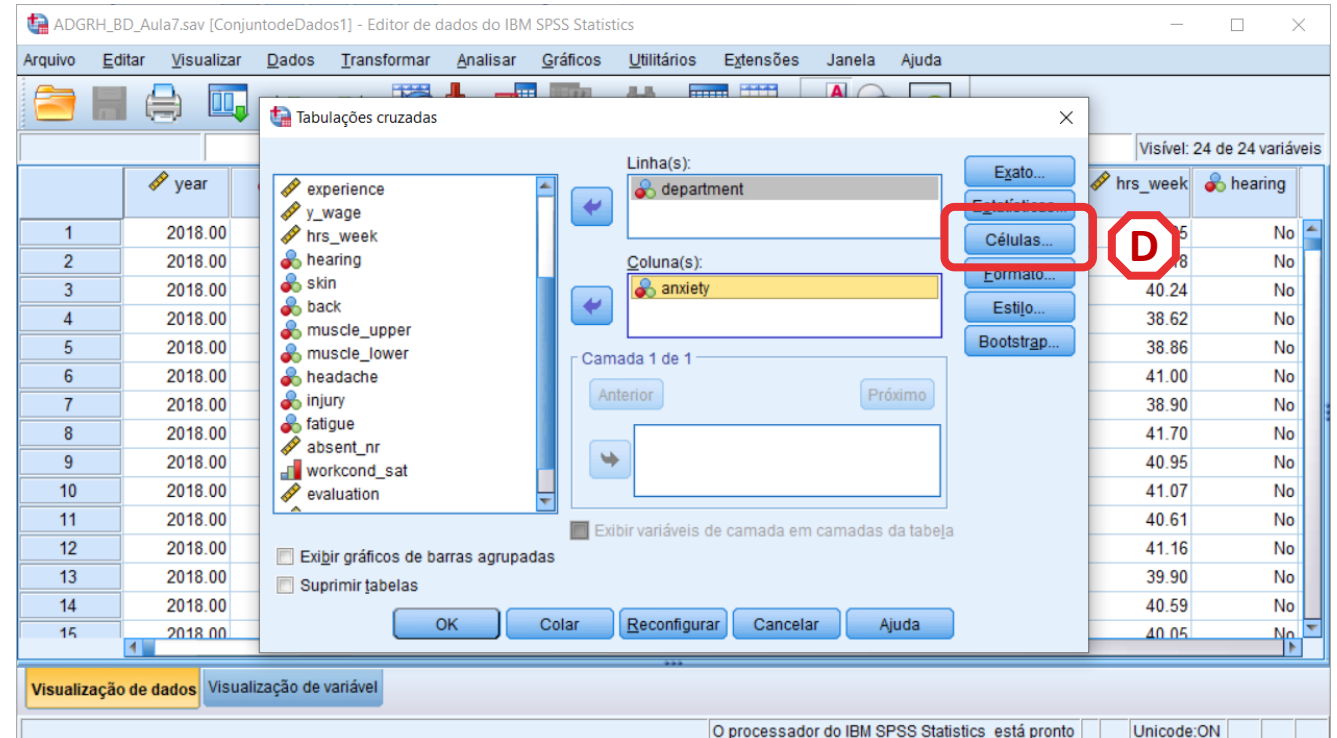 ADGRH_BD_Aula7.sav [ConjuntodeDados1] - Editor de dados do IBM SPSS Statistics
Arquivo Editar Visualizar Dados Transformar Analisar Gráficos Utilitários Extensões Janela Ajuda
Tabulações cruzadas
Visível: 24 de 24 variáveis
Linha(s):
department
Coluna(s):
anxiety
Camada 1 de 1
Anterior Próximo
Exibir variáveis de camada em camadas da tabela
experience
y_wage
hrs_week
hearing
skin
back
muscle_upper
muscle_lower
headache
injury
fatigue
absent_nr
workcond_sat
evaluation
Exato...
Estatísticas...
Células...
Formato...
Estilo...
Bootstrap...
D
Exibir gráficos de barras agrupadas
Suprimir tabelas
OK Colar Reconfigurar Cancelar Ajuda
year hrs_week hearing
1 2018.00 No
2 2018.00 No
3 2018.00 40.24 No
4 2018.00 38.62 No
5 2018.00 38.86 No
6 2018.00 41.00 No
7 2018.00 38.90 No
8 2018.00 41.70 No
9 2018.00 40.95 No
10 2018.00 41.07 No
11 2018.00 40.61 No
12 2018.00 41.16 No
13 2018.00 39.90 No
14 2018.00 40.59 No
15 2018.00 40.05 No
Visualização de dados Visualização de variável
O processador do IBM SPSS Statistics está pronto Unicode:ON